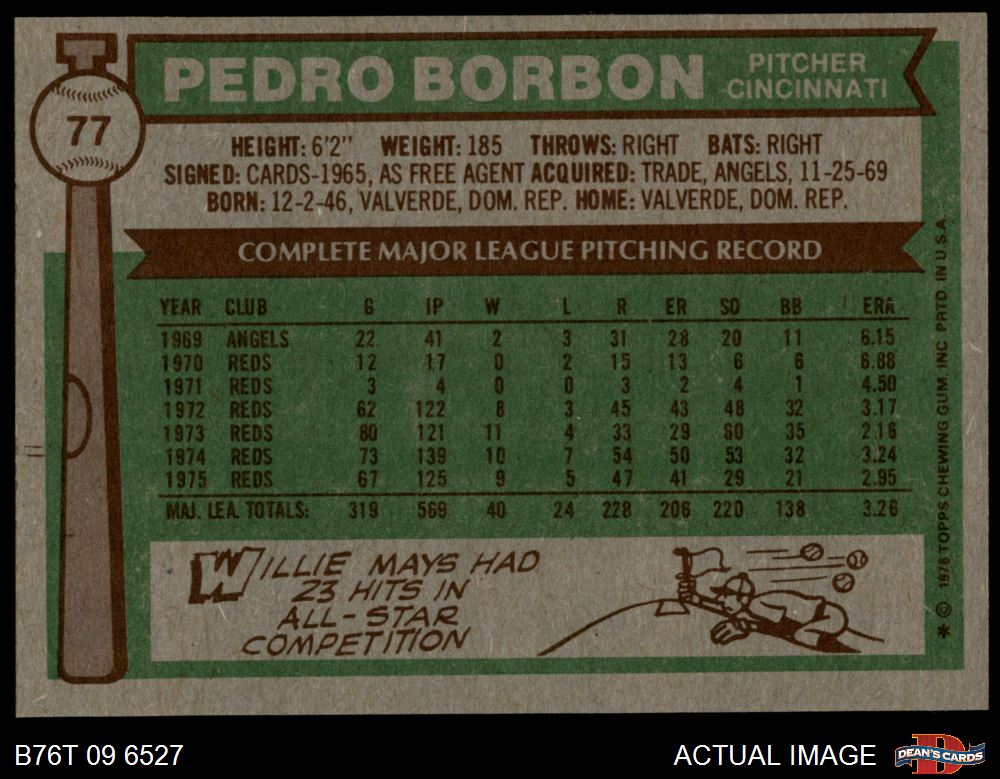 PEDRO BORBON
PITCHER
CINCINNATI
77
HEIGHT: 6'2" WEIGHT: 185 THROWS: RIGHT BATS: RIGHT
SIGNED: CARDS-1965, AS FREE AGENT ACQUIRED: TRADE, ANGELS, 11-25-69
BORN: 12-2-46, VALVERDE, DOM. REP. HOME: VALVERDE, DOM. REP.
COMPLETE MAJOR LEAGUE PITCHING RECORD
YEAR CLUB G IP W L R ER SO BB ERA
1969 ANGELS 22 41 2 3 31 28 20 11 6.15
1970 REDS 12 17 0 2 15 13 6 6 6.88
1971 REDS 3 4 0 0 3 2 4 1 4.50
1972 REDS 62 122 8 3 45 43 48 32 3.17
1973 REDS 80 121 11 4 33 29 60 35 2.16
1974 REDS 73 139 10 7 54 50 53 32 3.24
1975 REDS 67 125 9 5 47 41 29 21 2.95
MAJ. LEA. TOTALS: 319 569 40 24 228 206 220 138 3.26
WILLIE MAYS HAD
23 HITS IN
ALL-STAR
COMPETITION
* © 1976 TOPPS CHEWING GUM, INC. PRTD. IN U.S.A.
B76T 09 6527
ACTUAL IMAGE
DEAN'S CARDS